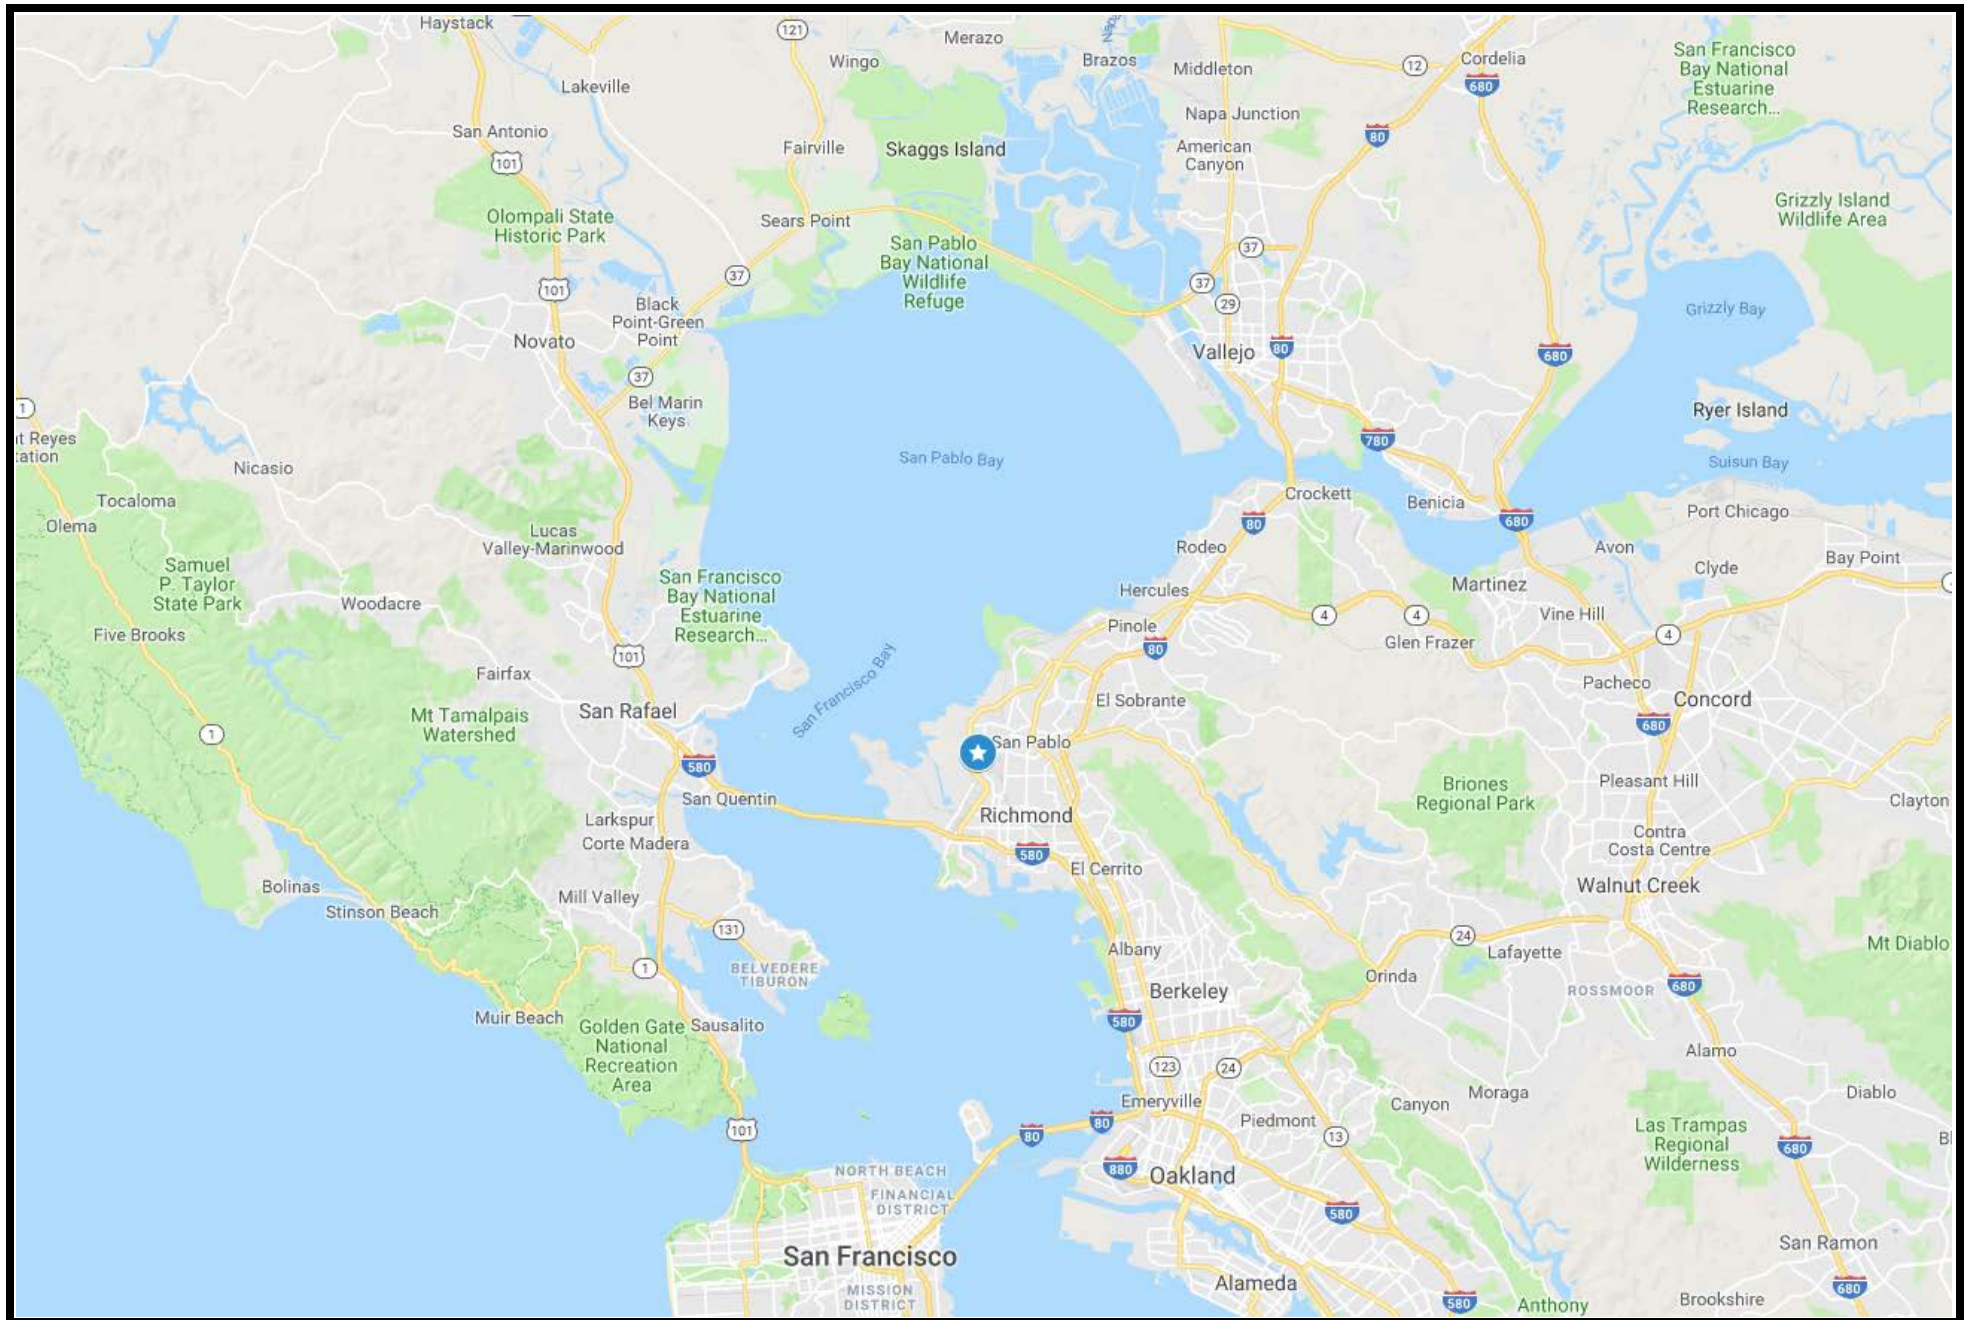 Haystack
121
Merazo
Napa
Wingo
Brazos
Middleton
12
Cordelia
680
San Francisco
Bay National
Estuarine
Research...
Lakeville
Napa Junction
80
San Antonio
101
Fairville
Skaggs Island
American
Canyon
Olompali State
Historic Park
Sears Point
Grizzly Island
Wildlife Area
San Pablo
Bay National
Wildlife
Refuge
37
37
37
29
101
Black
Point-Green
Point
Grizzly Bay
Novato
Vallejo
80
680
37
Bel Marin
Keys
1
Ryer Island
780
nt Reyes
tation
San Pablo Bay
Suisun Bay
Nicasio
Tocaloma
Crockett
Benicia
Port Chicago
Olema
80
680
Lucas
Valley-Marinwood
Rodeo
Avon
Bay Point
Clyde
Samuel
P. Taylor
State Park
San Francisco
Bay National
Estuarine
Research...
Hercules
Martinez
Woodacre
4
4
Vine Hill
Five Brooks
Pinole
4
Glen Frazer
101
80
San Francisco Bay
Fairfax
Pacheco
San Rafael
El Sobrante
Concord
Mt Tamalpais
Watershed
680
1
San Pablo
580
Briones
Regional Park
Pleasant Hill
San Quentin
Clayton
Larkspur
Richmond
Corte Madera
Contra
Costa Centre
580
El Cerrito
Bolinas
Mill Valley
Walnut Creek
Stinson Beach
131
24
Albany
Lafayette
Mt Diablo
1
BELVEDERE
TIBURON
Orinda
Berkeley
ROSSMOOR
680
Muir Beach
Golden Gate
National
Recreation
Area
Sausalito
580
Alamo
123
24
Emeryville
Moraga
Diablo
Canyon
101
80
80
Piedmont
13
Las Trampas
Regional
Wilderness
680
Bl
880
Oakland
NORTH BEACH
FINANCIAL
DISTRICT
580
San Francisco
San Ramon
Alameda
680
MISSION
DISTRICT
580
Anthony
Brookshire